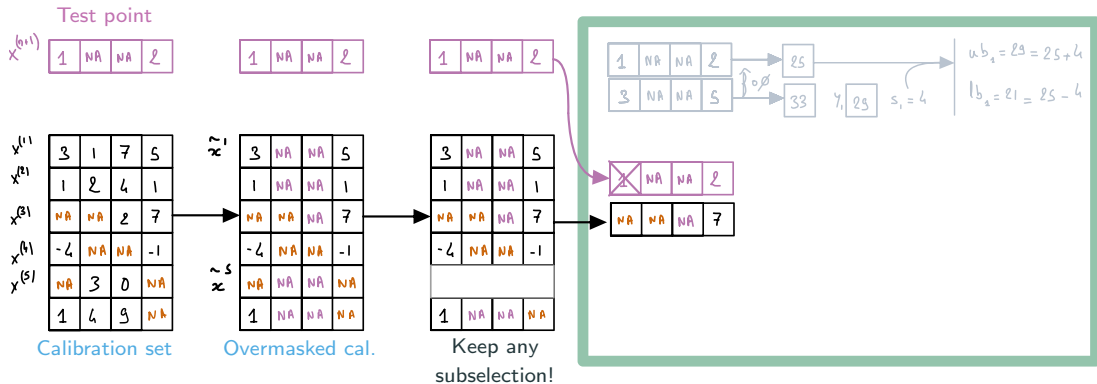 Test point
x⁽ⁿ⁺¹⁾
1 NA NA 2
1 NA NA 2
1 NA NA 2
1 NA NA 2
3 NA NA 5
25
33
y₁ 29
s₁ = 4
ub₁ = 29 = 25 + 4
lb₂ = 21 = 25 - 4
x⁽¹⁾ 3 1 7 5
x⁽²⁾ 1 2 4 1
x⁽³⁾ NA NA 2 7
x⁽⁴⁾ -4 NA NA -1
x⁽⁵⁾ NA 3 0 NA
1 4 9 NA
Calibration set
x̃₁ 3 NA NA 5
1 NA NA 1
NA NA NA 7
-4 NA NA -1
x̃⁵ NA NA NA NA
1 NA NA NA
Overmasked cal.
3 NA NA 5
1 NA NA 1
NA NA NA 7
-4 NA NA -1
1 NA NA NA
Keep any
subselection!
1 NA NA 2
NA NA NA 7